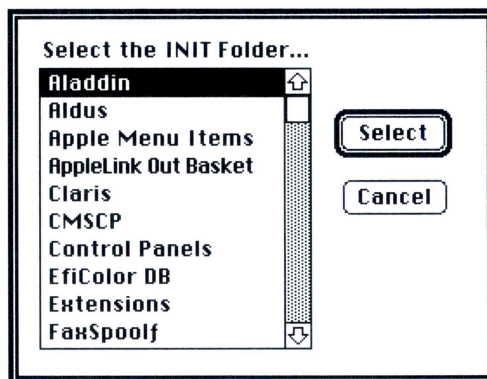 Select the INIT Folder...
Aladdin
Aldus
Apple Menu Items
AppleLink Out Basket
Claris
CMSCP
Control Panels
EfiColor DB
Extensions
FaxSpoolf
Select
Cancel